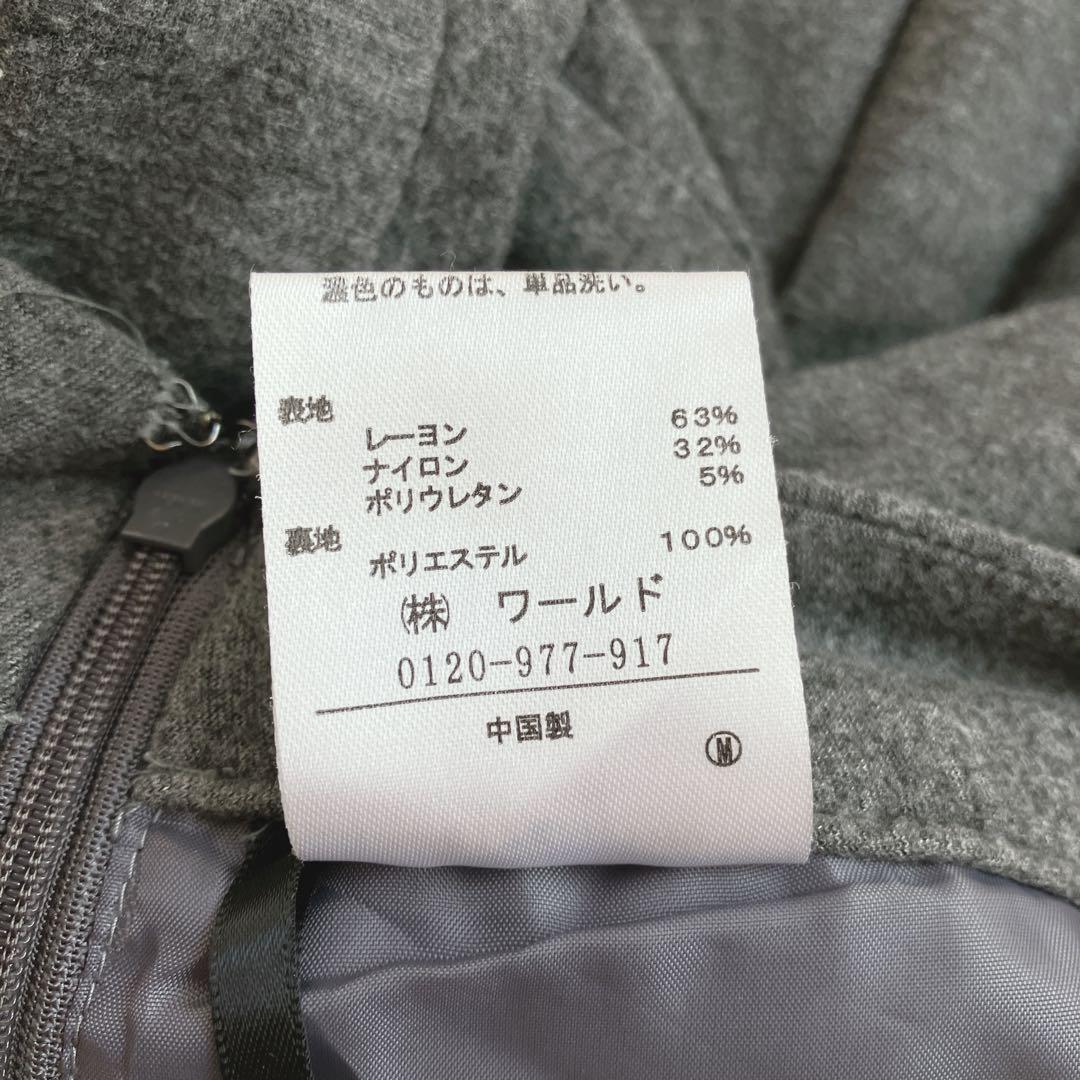 濃色のものは、単品洗い。
表地
レーヨン 63%
ナイロン 32%
ポリウレタン 5%
裏地
ポリエステル 100%
㈱ ワールド
0120-977-917
中国製
Ⓜ